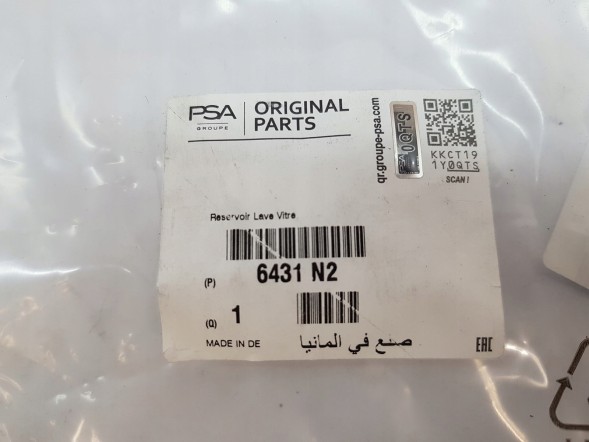 PSA
GROUPE
ORIGINAL
PARTS
qr.groupe-psa.com
KKCT19
1Y0QTS
SCAN!
Reservoir Lave Vitre
(P) 6431 N2
(Q) 1
MADE IN DE صنع في المانيا
EAC